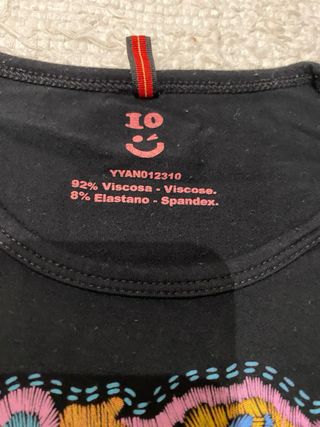 10
YYAN012310
92% Viscosa - Viscose.
8% Elastano - Spandex.